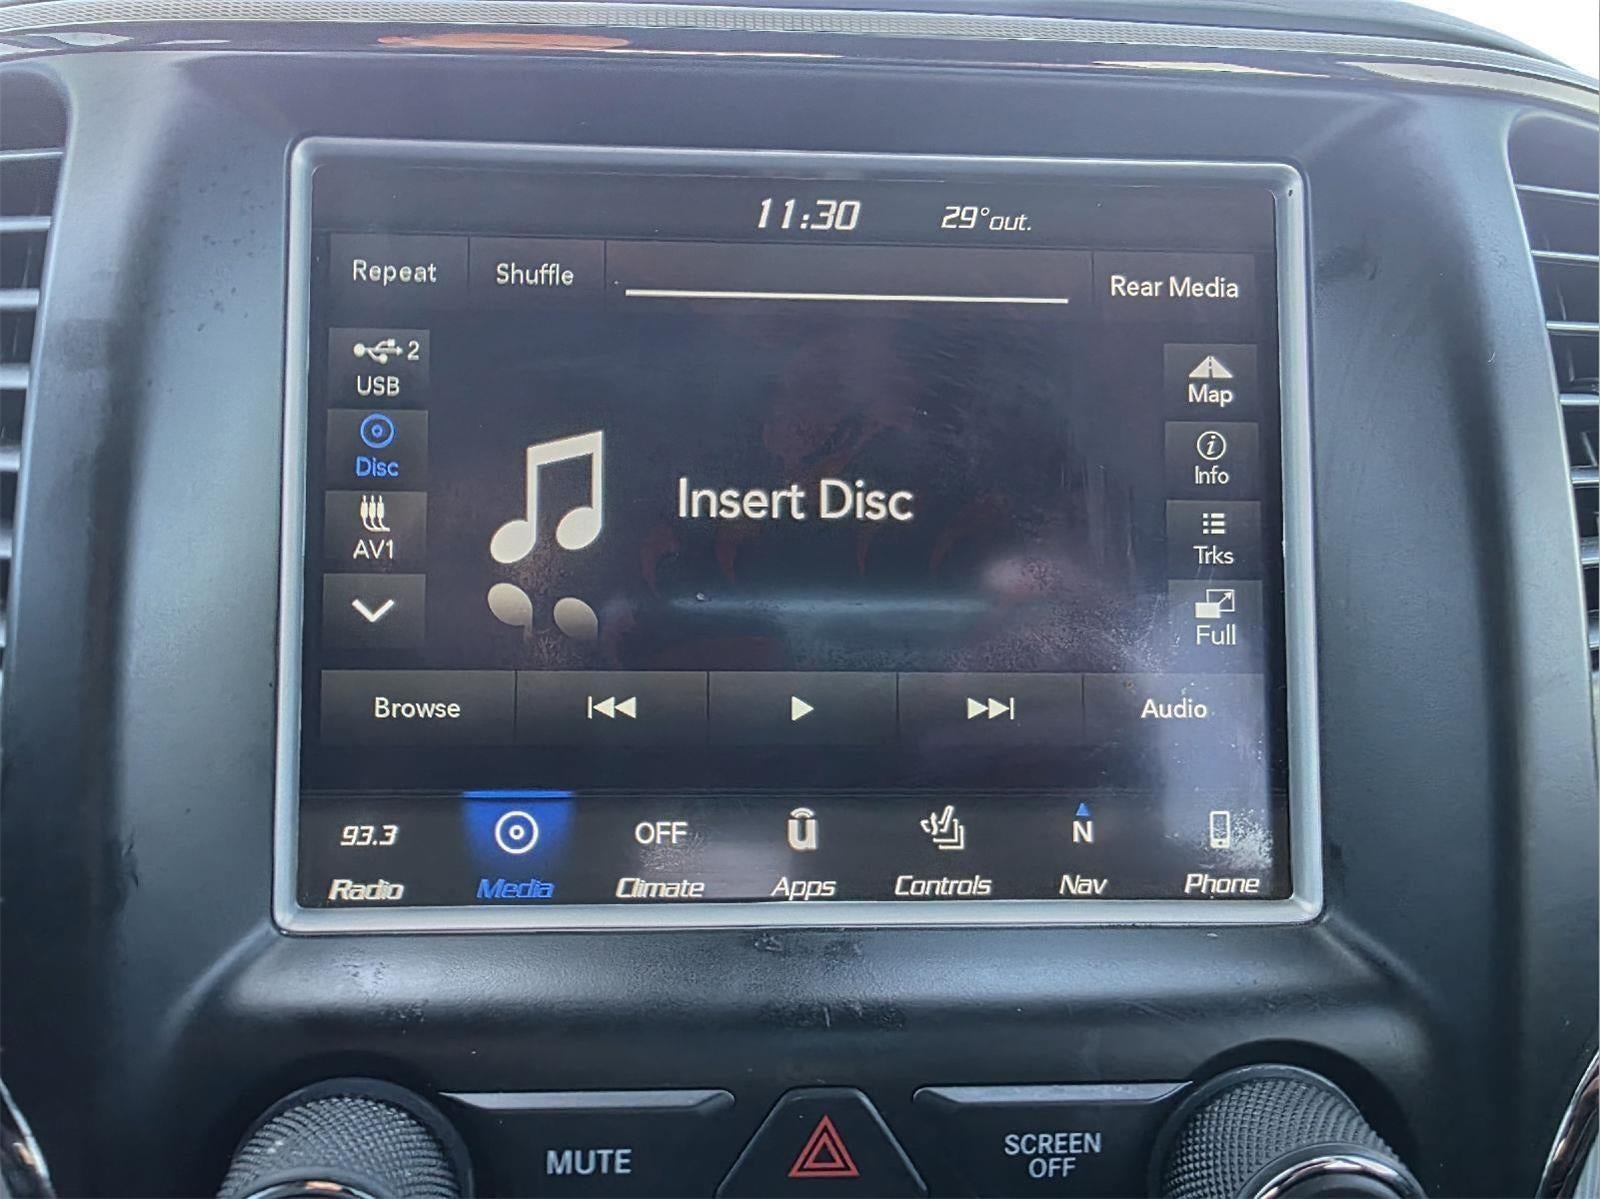 11:30 29°out.
Repeat Shuffle Rear Media
2
USB
Disc
AV1
Insert Disc
Map
i
Info
Trks
Full
Browse Audio
93.3 OFF u N
Radio Media Climate Apps Controls Nav Phone
MUTE SCREEN
OFF